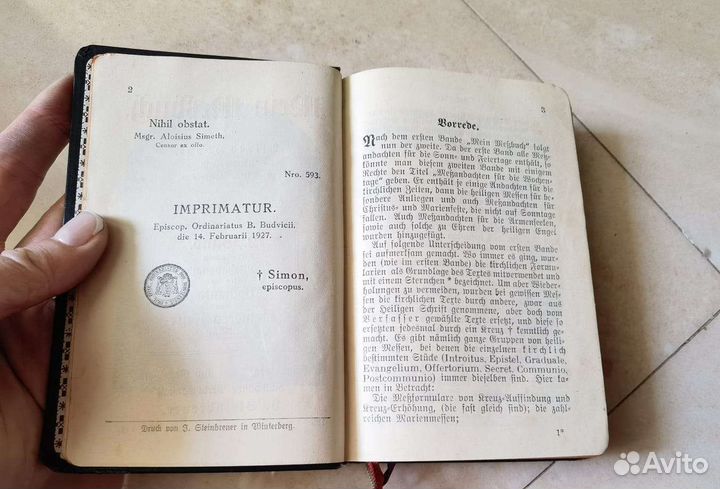 2
Nihil obstat.
Msgr. Aloisius Simeth.
Censor ex offo.
Nro. 593.
IMPRIMATUR.
Episcop. Ordinariatus B. Budvicii,
die 14. Februarii 1927.
† Simon,
episcopus.
Druck von J. Steinbrener in Winterberg.
3
Vorrede.
Nach dem ersten Bande „Mein Meßbuch" folgt
nun der zweite. Da der erste Band alle Meß-
andachten für die Sonn- und Feiertage enthält, so
könnte man diesem zweiten Bande mit vollem
Rechte den Titel „Meßandachten für die Wochen-
tage" geben. Er enthält je einige Andachten für die
kirchlichen Zeiten, dann die heiligen Messen für be-
sondere Anliegen und auch Meßandachten für
Christus- und Marienfeste, die nicht auf Sonntage
fallen. Auch Meßandachten für die Armenseelen,
sowie zu Ehren der heiligen Engel
wurden hinzugefügt.
Auf folgende Unterscheidung vom ersten Bande
sei aufmerksam gemacht. Wo immer es ging, wur-
den (wie im ersten Bande) die kirchlichen Formu-
larien als Grundlage des Textes mitverwendet und
mit einem Sternchen * bezeichnet. Um aber Wieder-
holungen zu vermeiden, wurden bei gewissen Mes-
sen die kirchlichen Texte durch andere, zwar aus
der Heiligen Schrift genommene, aber doch vom
Verfasser gewählte Texte ersetzt, und diese so
ersetzten jedesmal durch ein Kreuz † kenntlich ge-
macht. Es gibt nämlich ganze Gruppen von heili-
gen Messen, bei denen die einzelnen kirchlich
bestimmten Stücke (Introitus, Epistel, Graduale,
Evangelium, Offertorium, Secret, Communio,
Postcommunio) immer dieselben sind. Hier ka-
men in Betracht:
Die Meßformulare von Kreuz-Auffindung und
Kreuz-Erhöhung, (die fast gleich sind); die zahl-
reichen Marienmessen;
1*
Avito